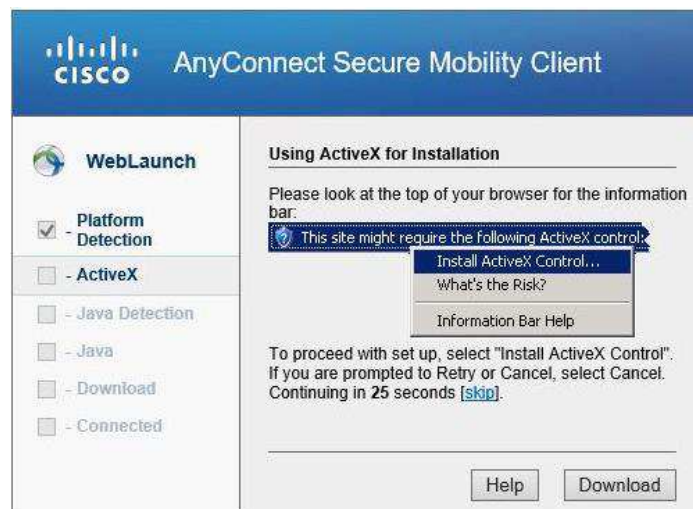 CISCO
AnyConnect Secure Mobility Client
WebLaunch
- Platform
Detection
- ActiveX
- Java Detection
- Java
- Download
- Connected
Using ActiveX for Installation
Please look at the top of your browser for the information
bar:
This site might require the following ActiveX control:
Install ActiveX Control...
What's the Risk?
Information Bar Help
To proceed with set up, select "Install ActiveX Control".
If you are prompted to Retry or Cancel, select Cancel.
Continuing in 25 seconds [skip].
Help
Download